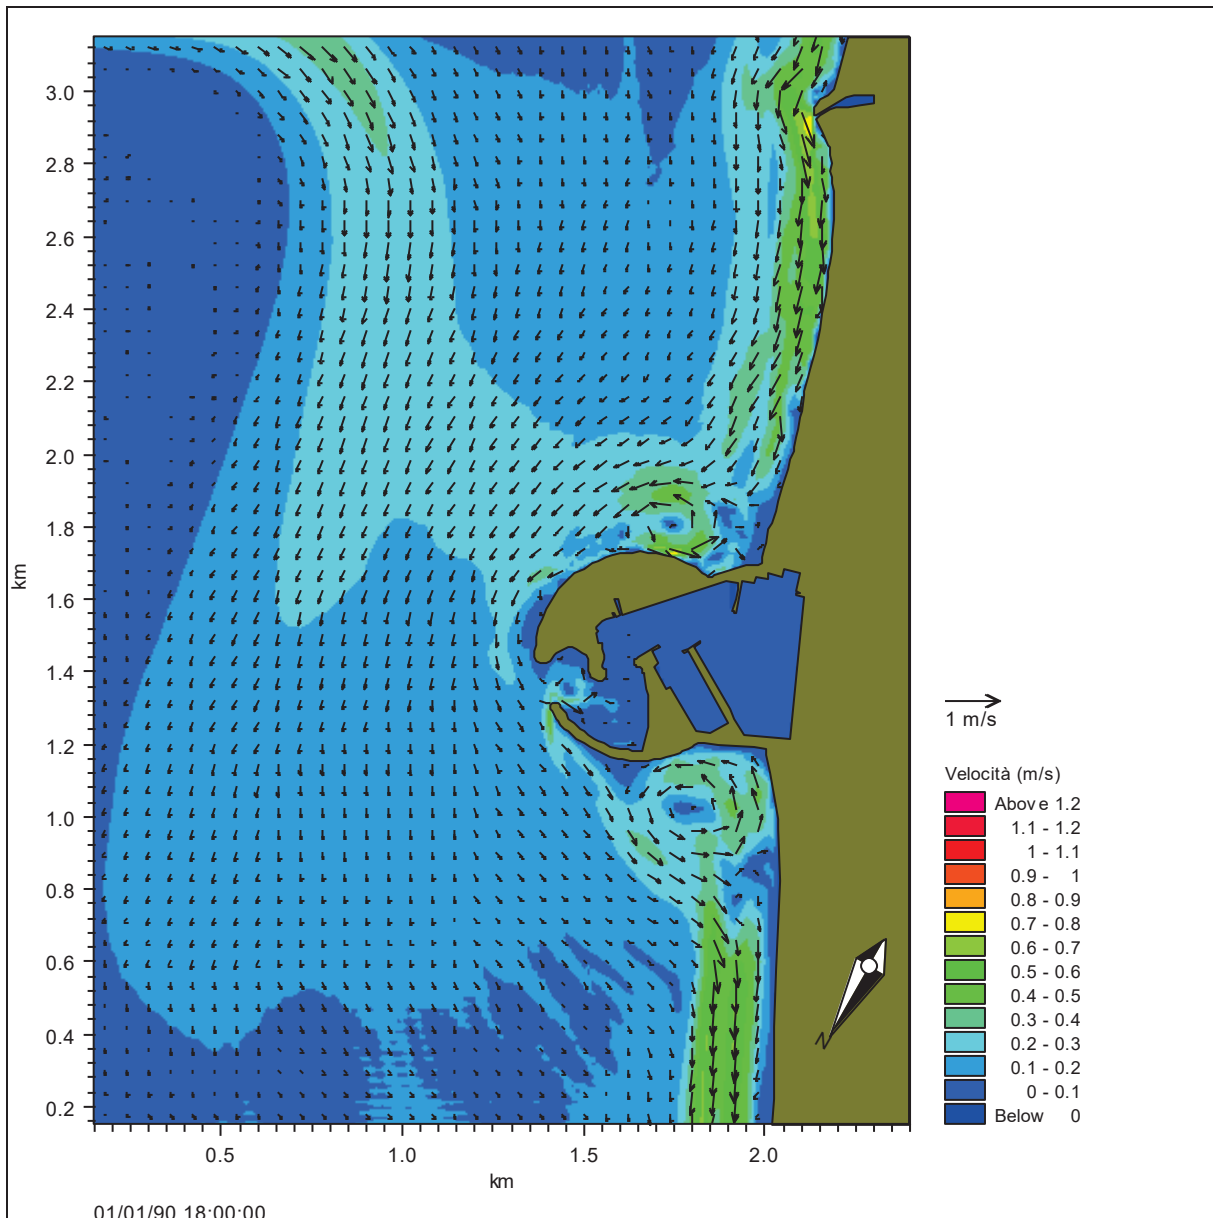 3.0
2.8
2.6
2.4
2.2
2.0
1.8
1.6
1.4
1.2
1.0
0.8
0.6
0.4
0.2
km
0.5 1.0 1.5 2.0
km
01/01/90 18:00:00
1 m/s
Velocità (m/s)
Above 1.2
1.1 - 1.2
1 - 1.1
0.9 - 1
0.8 - 0.9
0.7 - 0.8
0.6 - 0.7
0.5 - 0.6
0.4 - 0.5
0.3 - 0.4
0.2 - 0.3
0.1 - 0.2
0 - 0.1
Below 0
N